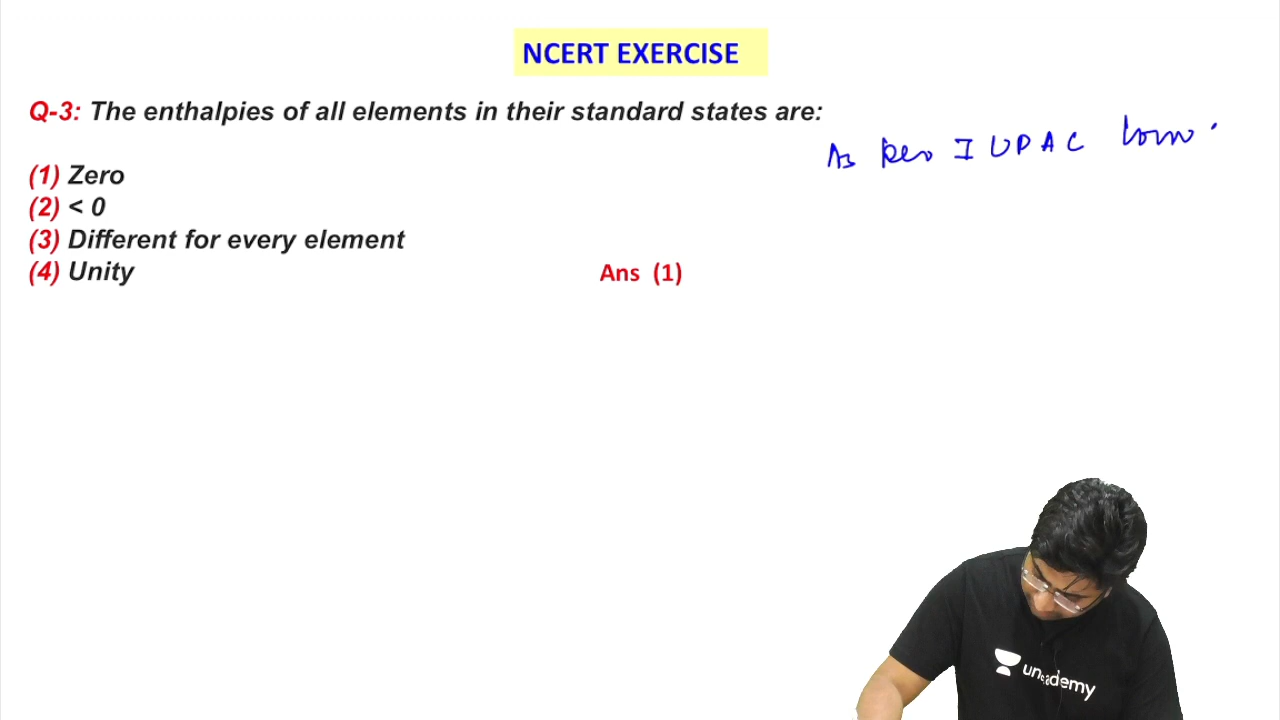 NCERT EXERCISE
Q-3: The enthalpies of all elements in their standard states are:
As per IUPAC
(1) Zero
(2) < 0
(3) Different for every element
(4) Unity
Ans (1)
unacademy